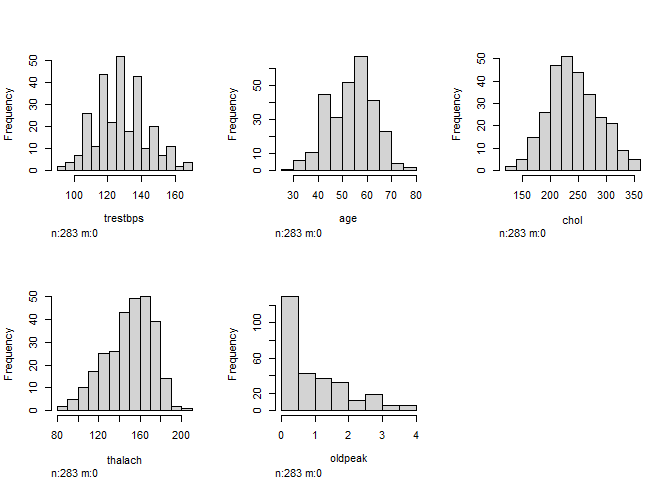 Frequency
0 10 20 30 40 50
100 120 140 160
trestbps
n:283 m:0
Frequency
0 10 30 50
30 40 50 60 70 80
age
n:283 m:0
Frequency
0 10 20 30 40 50
150 200 250 300 350
chol
n:283 m:0
Frequency
0 10 20 30 40 50
80 120 160 200
thalach
n:283 m:0
Frequency
0 20 60 100
0 1 2 3 4
oldpeak
n:283 m:0